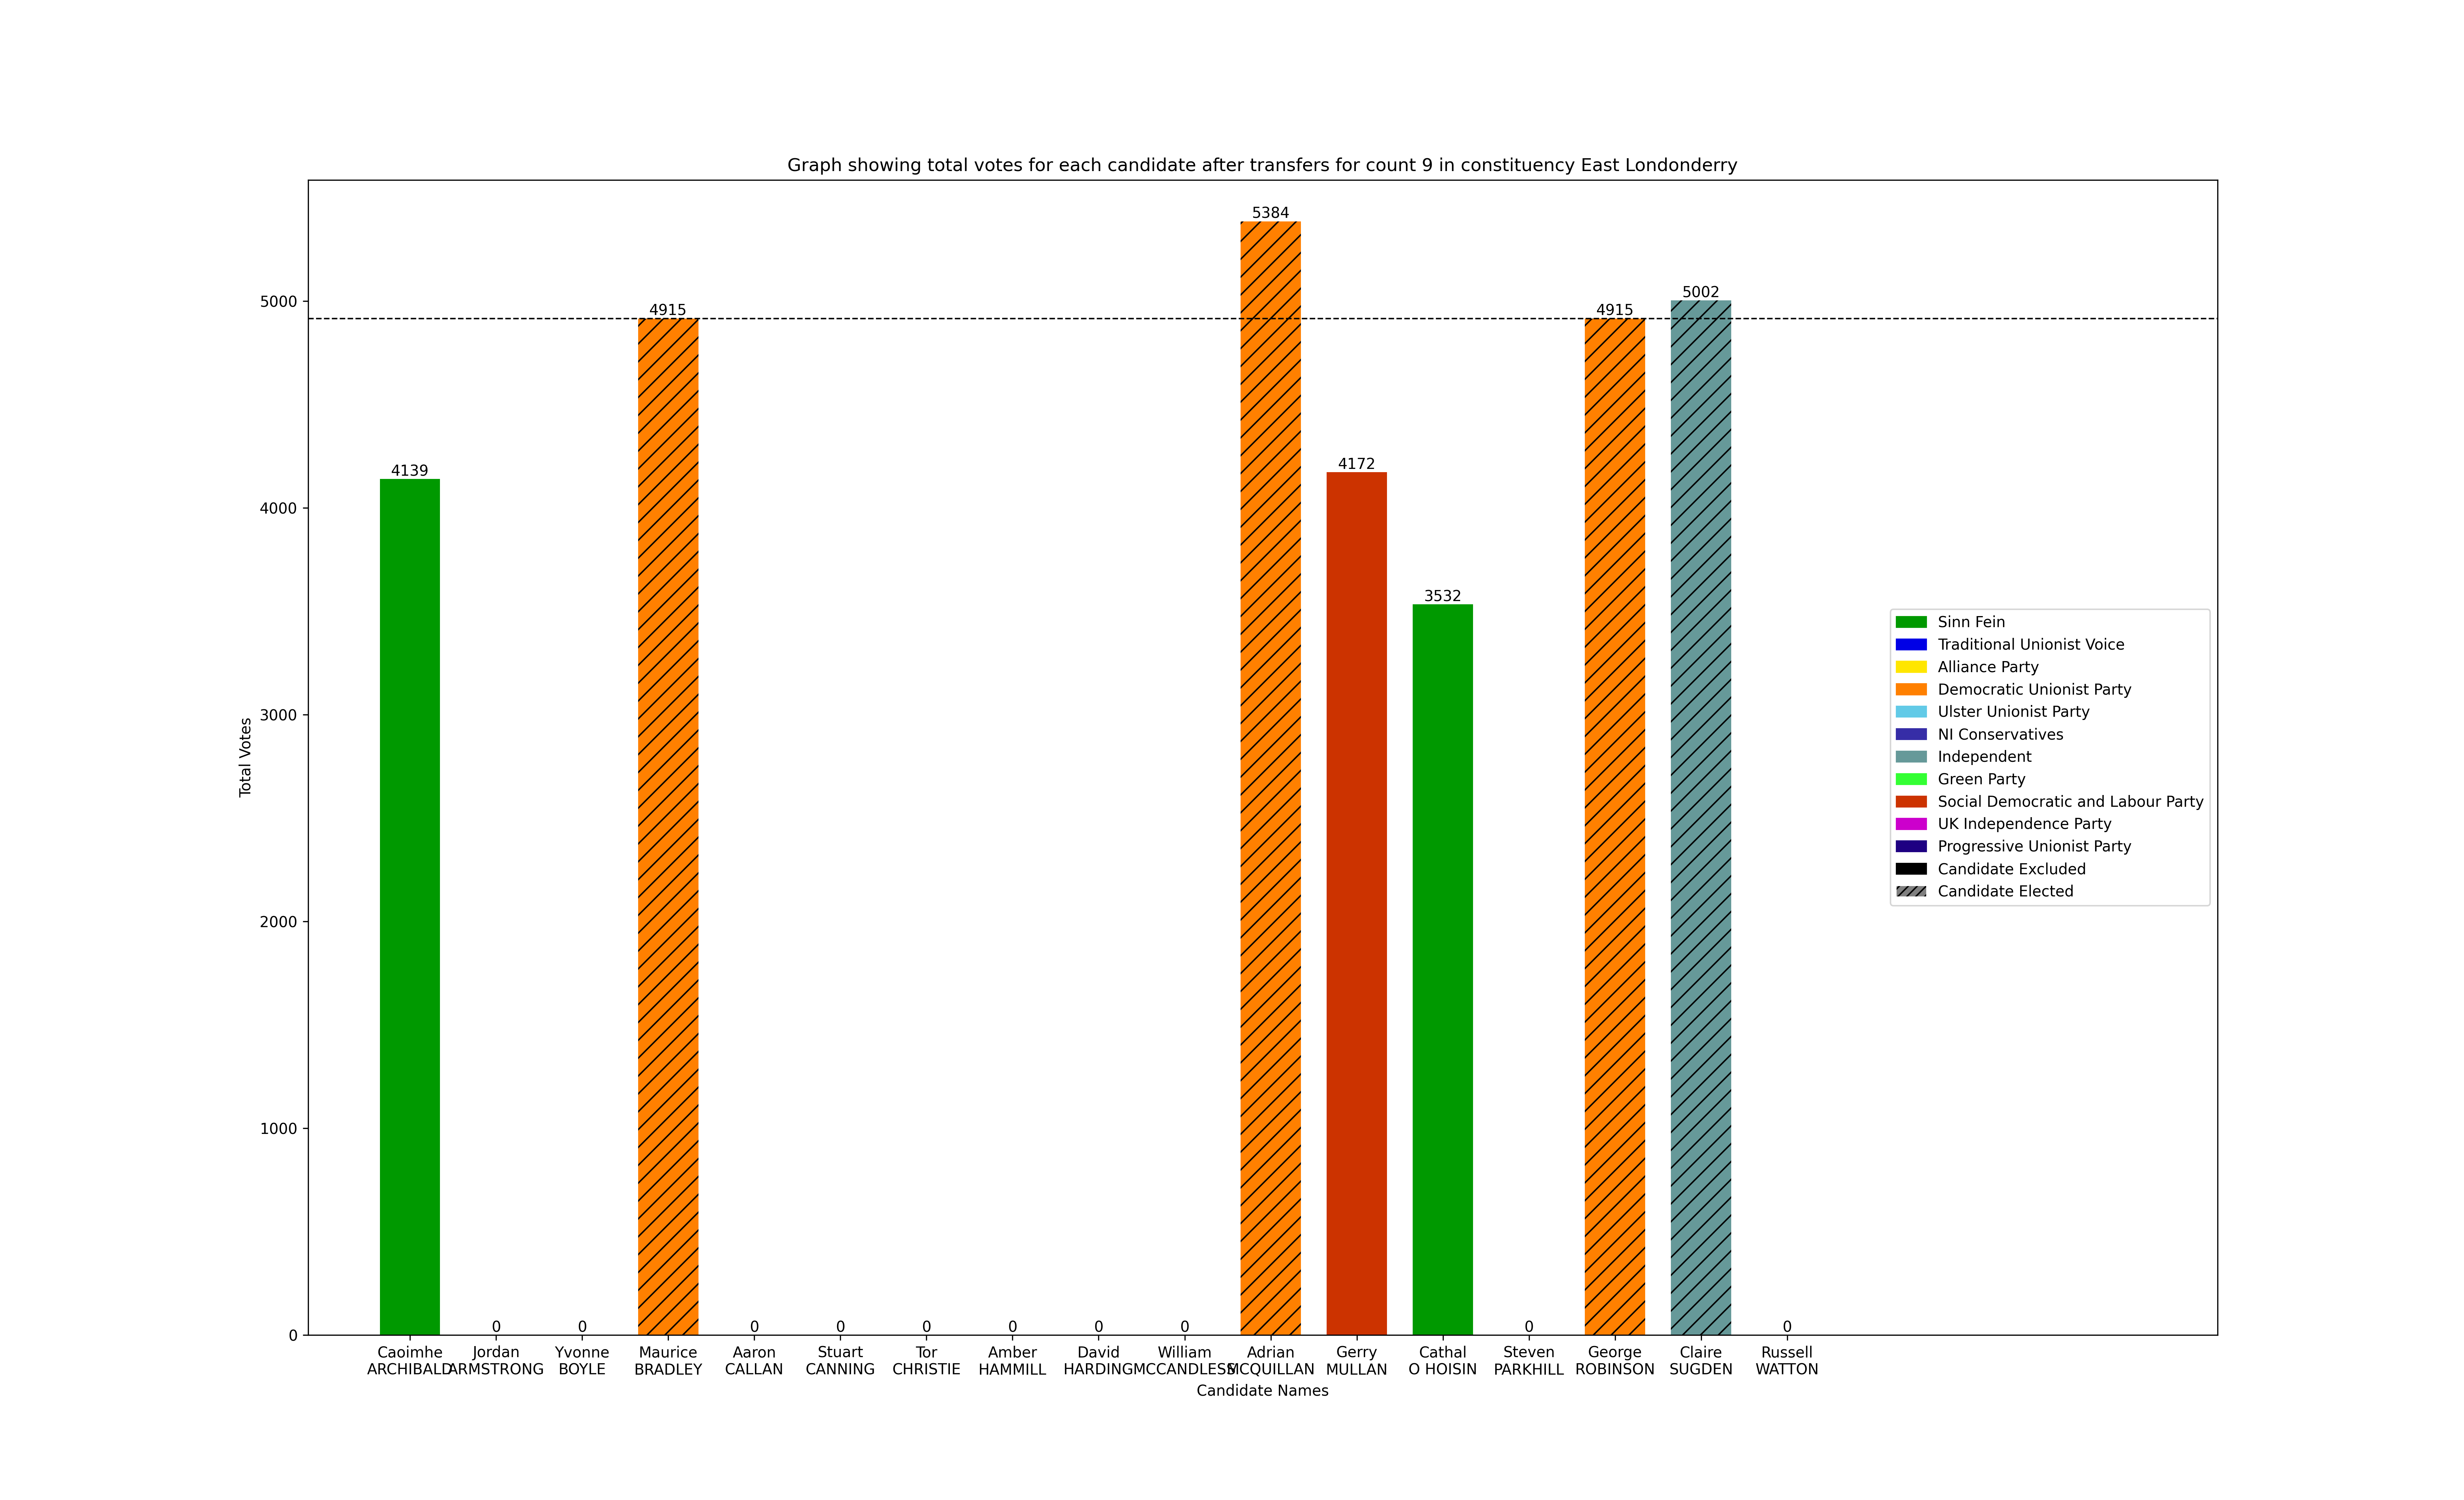 Graph showing total votes for each candidate after transfers for count 9 in constituency East Londonderry
Total Votes
5000
4000
3000
2000
1000
0
4139
0
0
4915
0
0
0
0
0
0
5384
4172
3532
0
4915
5002
0
Caoimhe
ARCHIBALD
Jordan
ARMSTRONG
Yvonne
BOYLE
Maurice
BRADLEY
Aaron
CALLAN
Stuart
CANNING
Tor
CHRISTIE
Amber
HAMMILL
David
HARDING
William
MCCANDLESS
Adrian
MCQUILLAN
Gerry
MULLAN
Cathal
O HOISIN
Steven
PARKHILL
George
ROBINSON
Claire
SUGDEN
Russell
WATTON
Candidate Names
Sinn Fein
Traditional Unionist Voice
Alliance Party
Democratic Unionist Party
Ulster Unionist Party
NI Conservatives
Independent
Green Party
Social Democratic and Labour Party
UK Independence Party
Progressive Unionist Party
Candidate Excluded
Candidate Elected